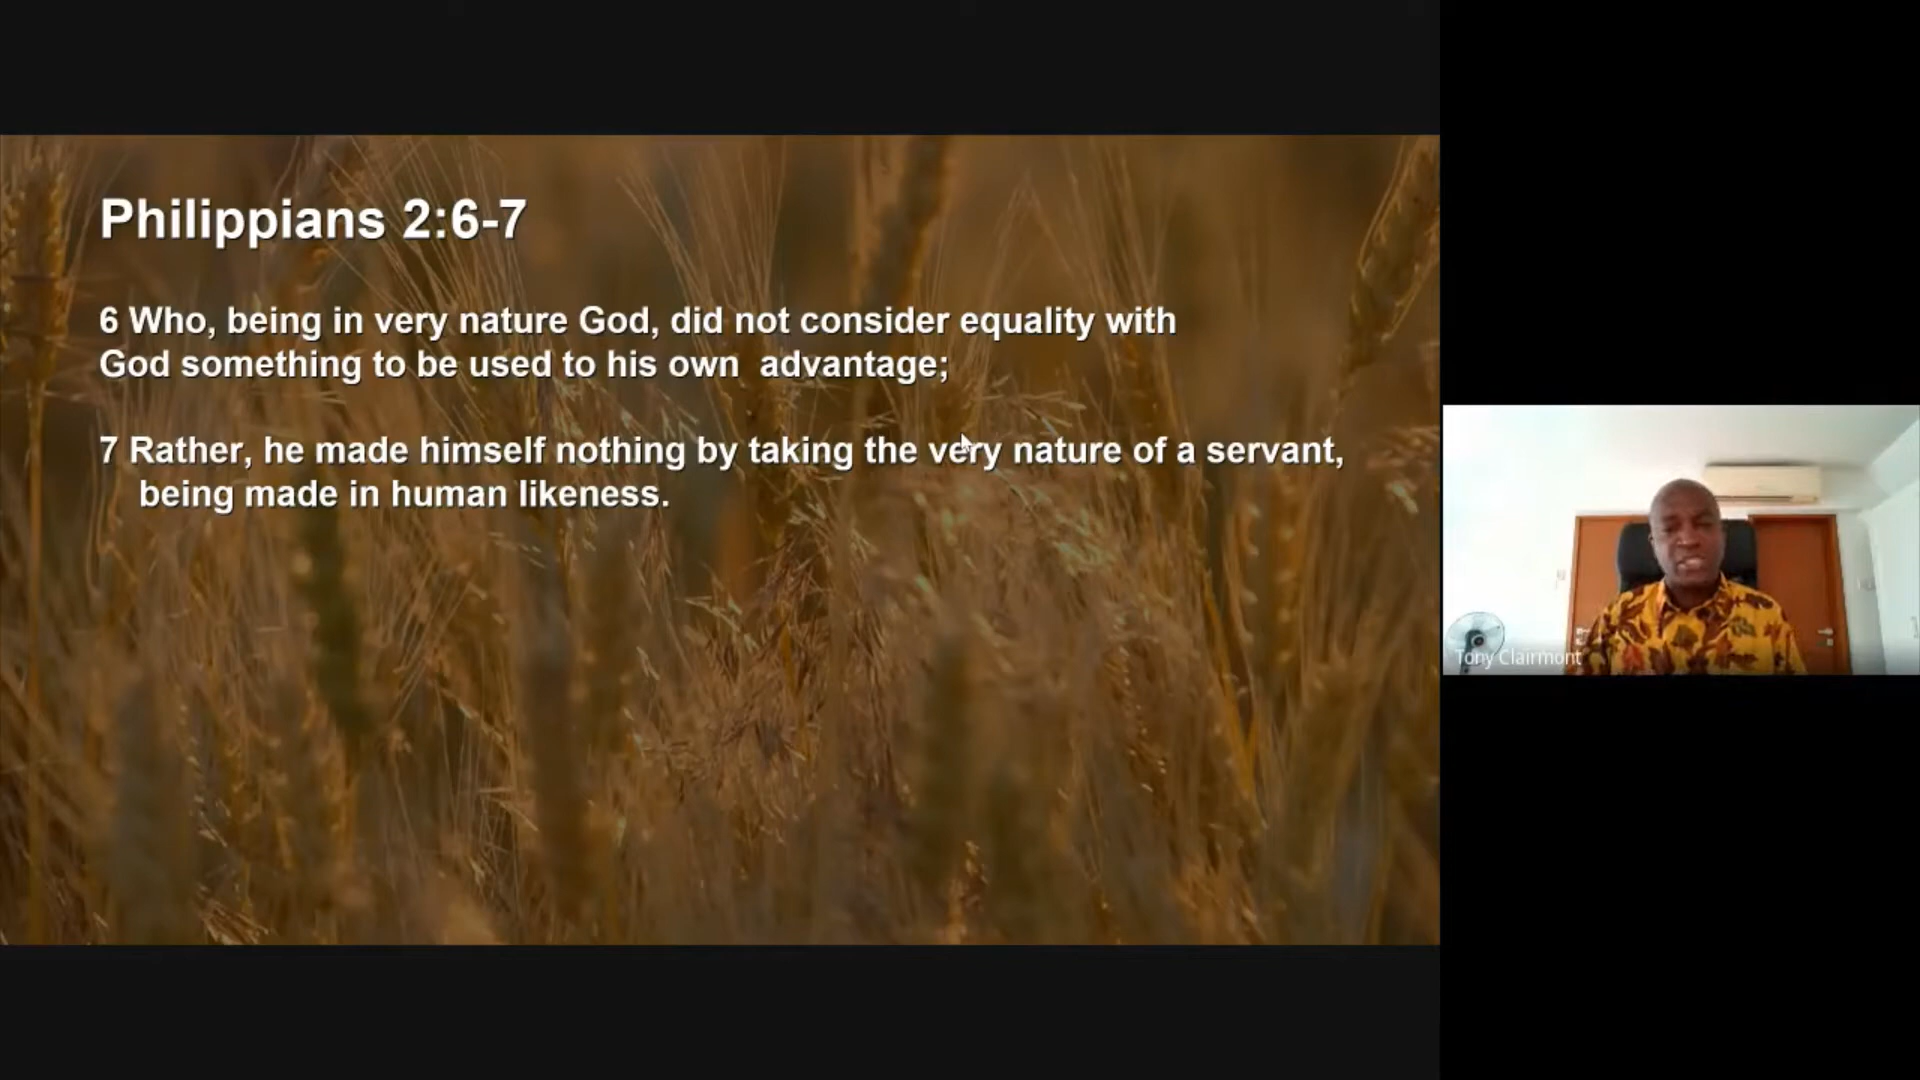 Philippians 2:6-7
6 Who, being in very nature God, did not consider equality with
God something to be used to his own  advantage;
7 Rather, he made himself nothing by taking the very nature of a servant,
being made in human likeness.
Tony Clairmont